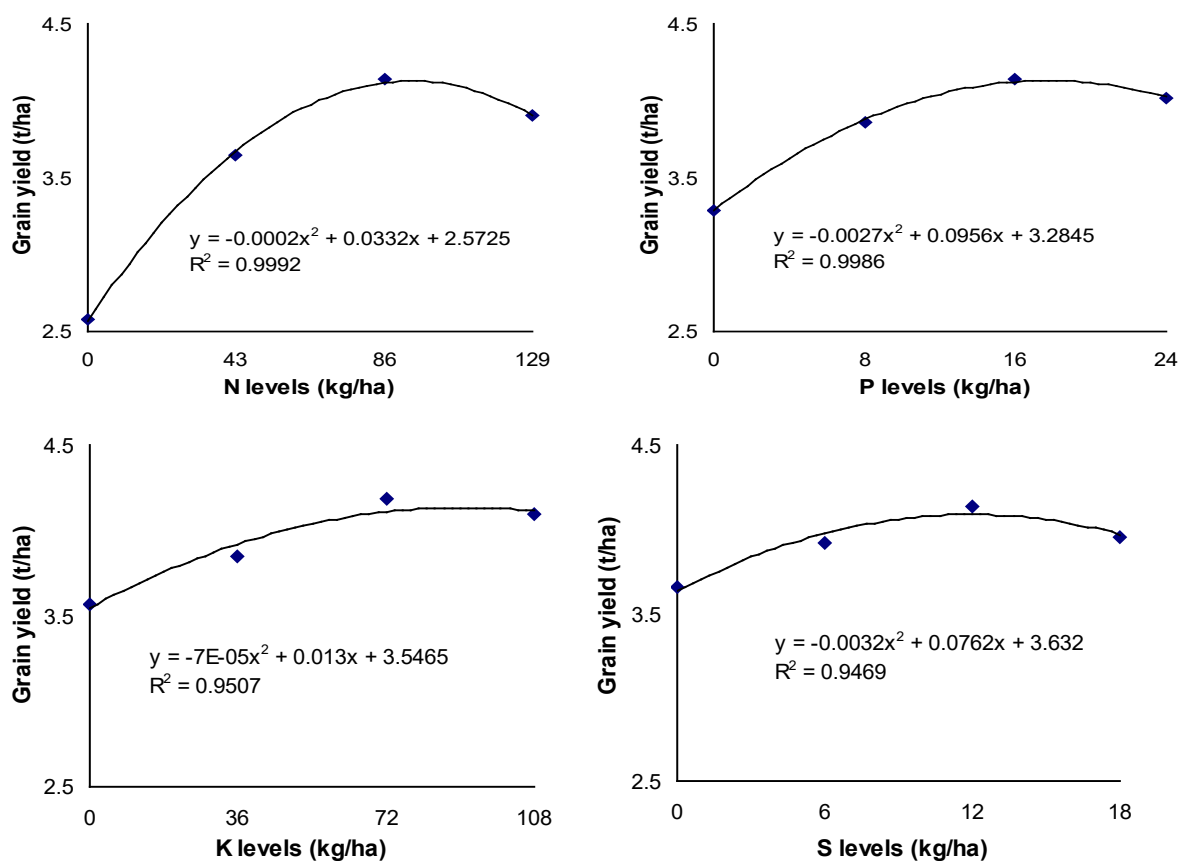 4.5
3.5
2.5
Grain yield (t/ha)
y = -0.0002x² + 0.0332x + 2.5725
R² = 0.9992
0 43 86 129
N levels (kg/ha)
4.5
3.5
2.5
Grain yield (t/ha)
y = -0.0027x² + 0.0956x + 3.2845
R² = 0.9986
0 8 16 24
P levels (kg/ha)
4.5
3.5
2.5
Grain yield (t/ha)
y = -7E-05x² + 0.013x + 3.5465
R² = 0.9507
0 36 72 108
K levels (kg/ha)
4.5
3.5
2.5
Grain yield (t/ha)
y = -0.0032x² + 0.0762x + 3.632
R² = 0.9469
0 6 12 18
S levels (kg/ha)